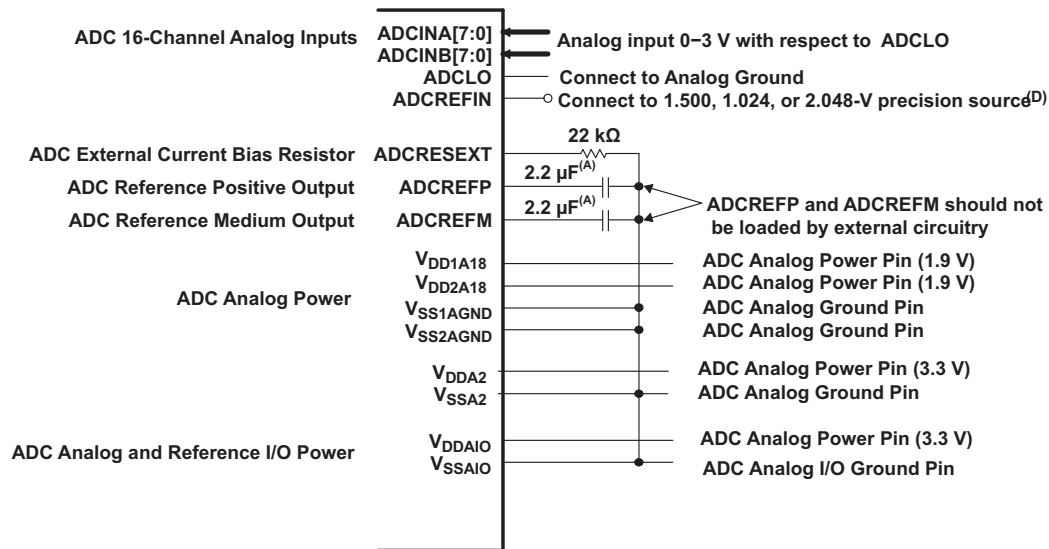 ADC 16-Channel Analog Inputs ADCINA[7:0] Analog input 0−3 V with respect to ADCLO
ADCINB[7:0]
ADCLO Connect to Analog Ground
ADCREFIN Connect to 1.500, 1.024, or 2.048-V precision source(D)
22 kΩ
ADC External Current Bias Resistor ADCRESEXT
2.2 μF(A)
ADC Reference Positive Output ADCREFP
2.2 μF(A)
ADC Reference Medium Output ADCREFM
ADCREFP and ADCREFM should not
be loaded by external circuitry
VDD1A18 ADC Analog Power Pin (1.9 V)
VDD2A18 ADC Analog Power Pin (1.9 V)
ADC Analog Power
VSS1AGND ADC Analog Ground Pin
VSS2AGND ADC Analog Ground Pin
VDDA2 ADC Analog Power Pin (3.3 V)
VSSA2 ADC Analog Ground Pin
VDDAIO ADC Analog Power Pin (3.3 V)
ADC Analog and Reference I/O Power
VSSAIO ADC Analog I/O Ground Pin